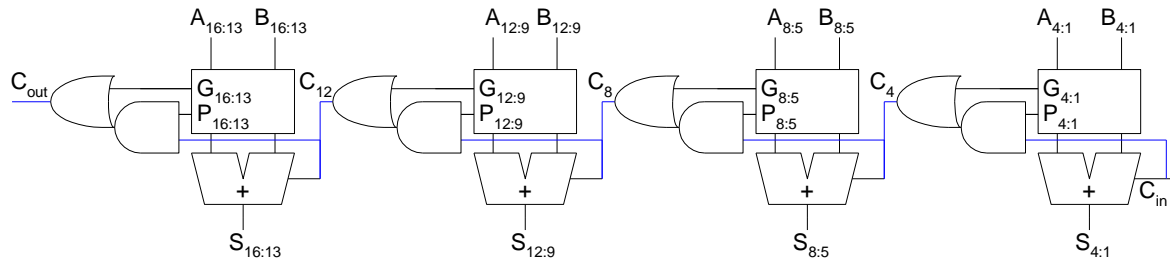 A16:13 B16:13 A12:9 B12:9 A8:5 B8:5 A4:1 B4:1
Cout G16:13 C12 G12:9 C8 G8:5 C4 G4:1
P16:13 P12:9 P8:5 P4:1
+ + + + Cin
S16:13 S12:9 S8:5 S4:1